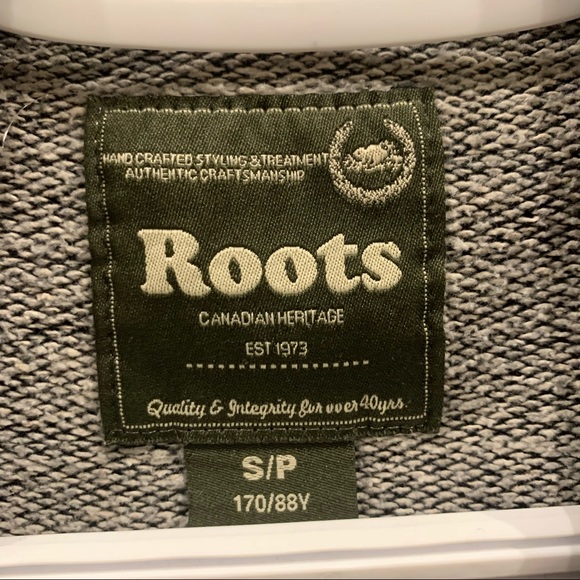 HAND CRAFTED STYLING & TREATMENT
AUTHENTIC CRAFTSMANSHIP
Roots
CANADIAN HERITAGE
EST 1973
Quality & Integrity for over 40yrs.
S/P
170/88Y